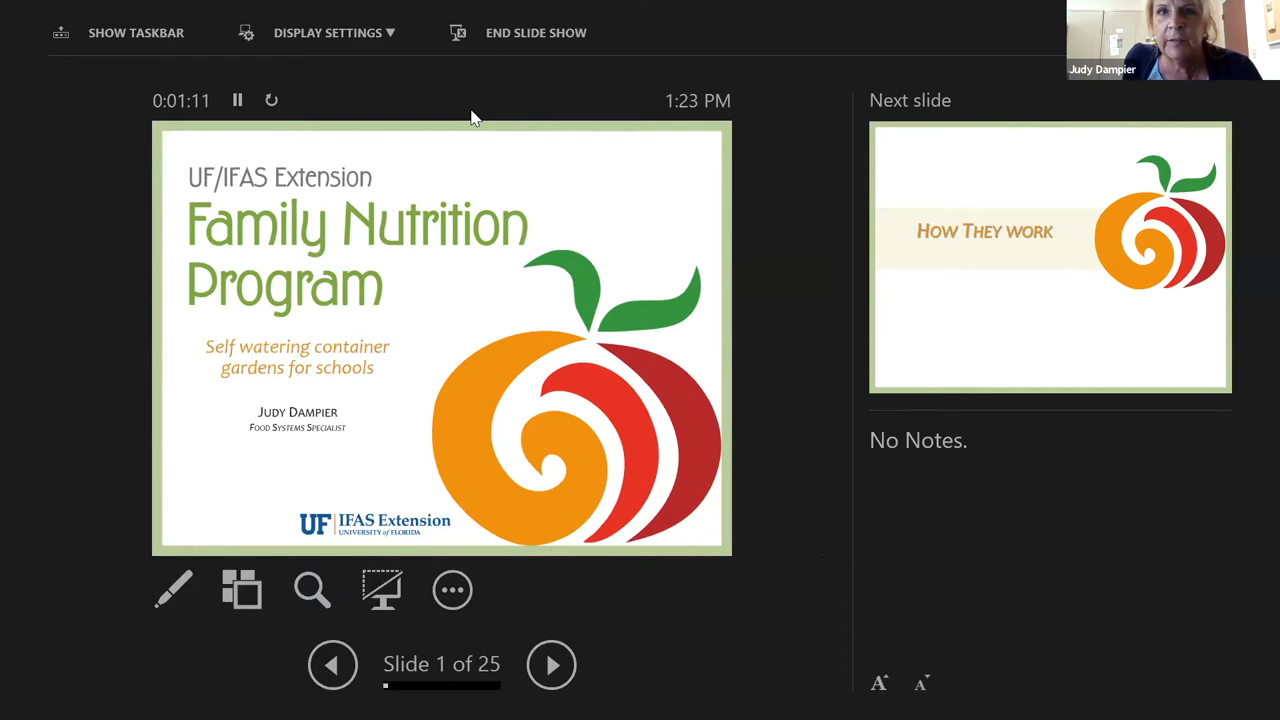 SHOW TASKBAR
DISPLAY SETTINGS ▼
END SLIDE SHOW
Judy Dampier
0:01:11
1:23 PM
Next slide
UF/IFAS Extension
Family Nutrition
Program
Self watering container
gardens for schools
JUDY DAMPIER
FOOD SYSTEMS SPECIALIST
UF IFAS Extension
UNIVERSITY of FLORIDA
HOW THEY WORK
No Notes.
Slide 1 of 25
A A